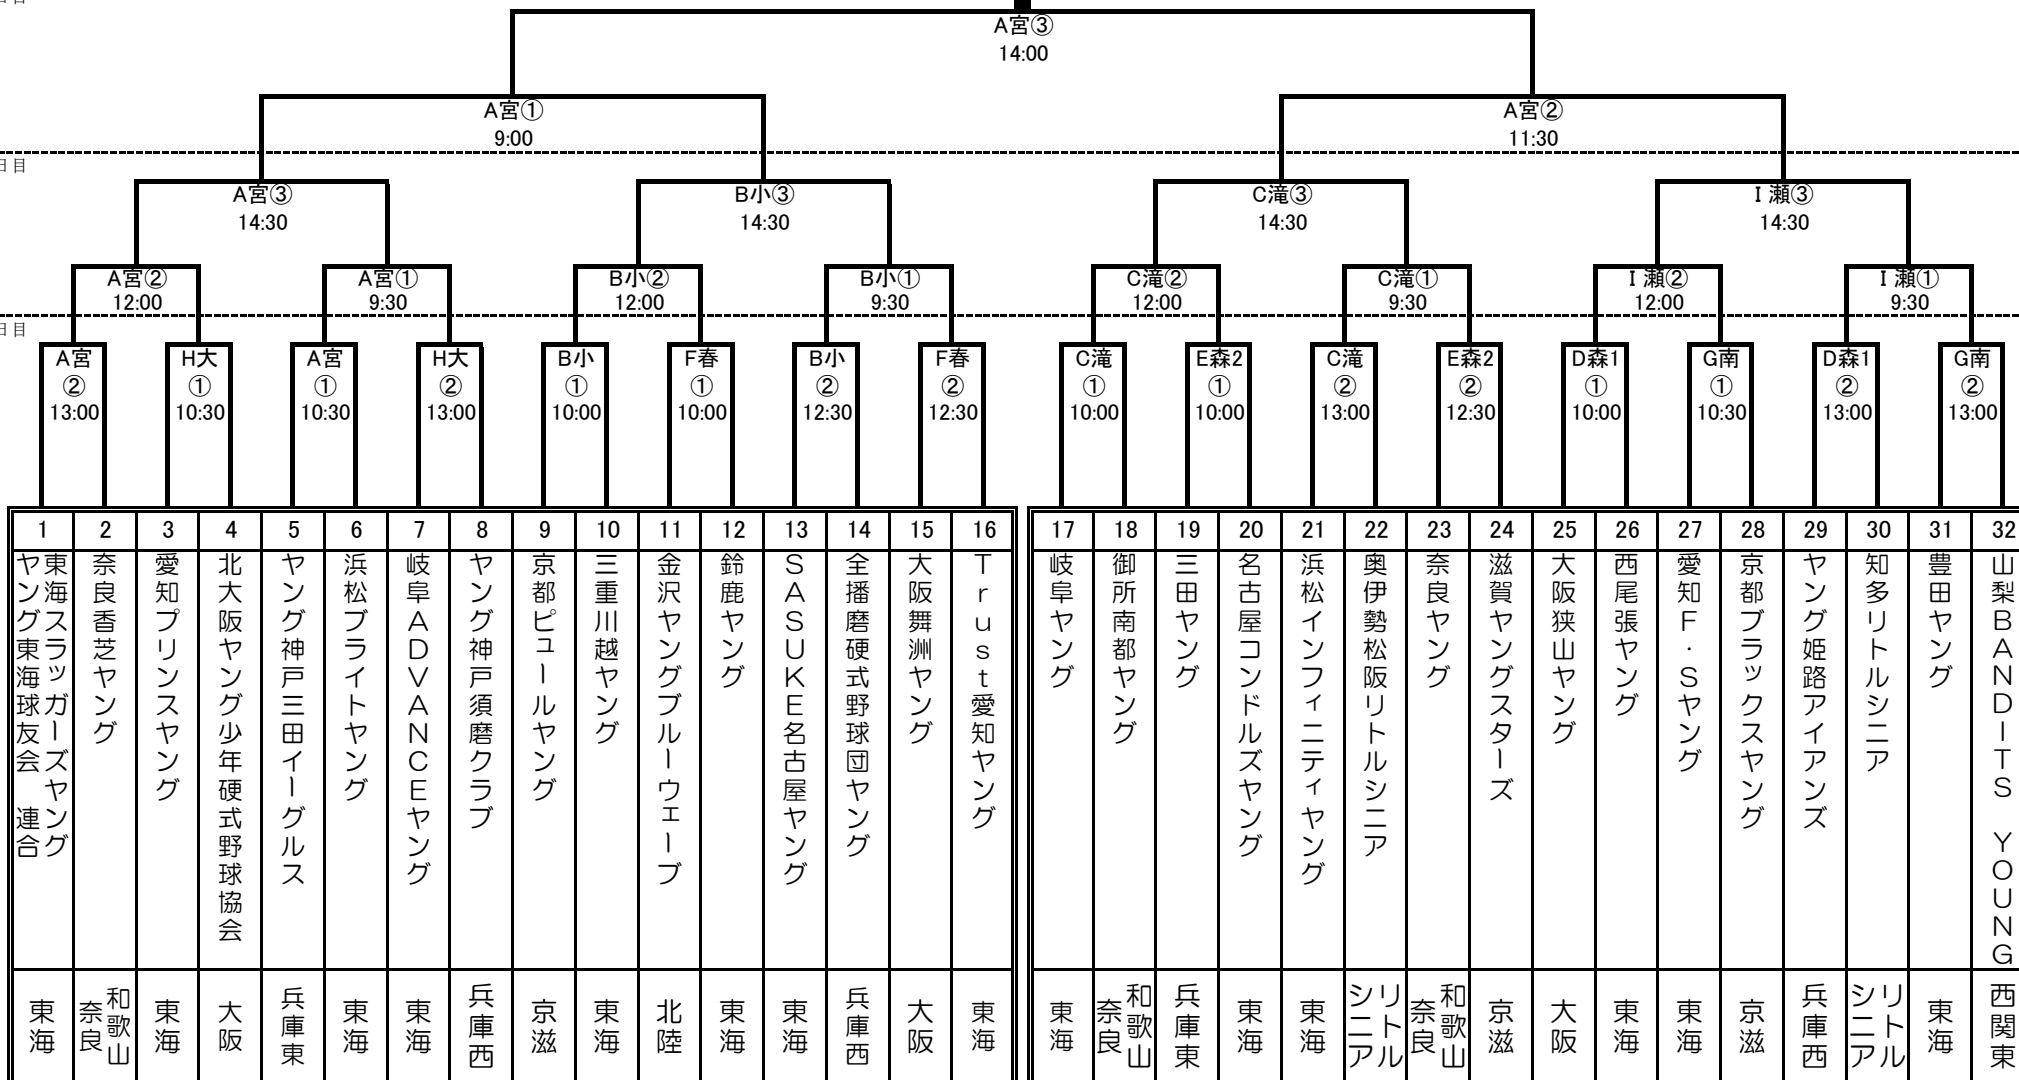 A宮③
14:00
A宮① A宮②
9:00 11:30
日目
A宮③ B小③ C滝③ I 瀬③
14:30 14:30 14:30 14:30
A宮② A宮① B小② B小① C滝② C滝① I 瀬② I 瀬①
12:00 9:30 12:00 9:30 12:00 9:30 12:00 9:30
日目
A宮 H大 A宮 H大 B小 F春 B小 F春 C滝 E森2 C滝 E森2 D森1 G南 D森1 G南
② ① ① ② ① ① ② ② ① ① ② ② ① ① ② ②
13:00 10:30 10:30 13:00 10:00 10:00 12:30 12:30 10:00 10:00 13:00 12:30 10:00 10:30 13:00 13:00
1 2 3 4 5 6 7 8 9 10 11 12 13 14 15 16 17 18 19 20 21 22 23 24 25 26 27 28 29 30 31 32
東海スラッガーズヤング
ヤング東海球友会 連合
奈良香芝ヤング
愛知プリンスヤング
北大阪ヤング少年硬式野球協会
ヤング神戸三田イーグルス
浜松ブライトヤング
岐阜ADVANCEヤング
ヤング神戸須磨クラブ
京都ピュールヤング
三重川越ヤング
金沢ヤングブルーウェーブ
鈴鹿ヤング
SASUKE名古屋ヤング
全播磨硬式野球団ヤング
大阪舞洲ヤング
Trust愛知ヤング
岐阜ヤング
御所南都ヤング
三田ヤング
名古屋コンドルズヤング
浜松インフィニティヤング
奥伊勢松阪リトルシニア
奈良ヤング
滋賀ヤングスターズ
大阪狭山ヤング
西尾張ヤング
愛知F・Sヤング
京都ブラックスヤング
ヤング姫路アイアンズ
知多リトルシニア
豊田ヤング
山梨BANDITS YOUNG
東海
和歌山
奈良
東海
大阪
兵庫東
東海
東海
兵庫西
京滋
東海
北陸
東海
東海
兵庫西
大阪
東海
東海
和歌山
奈良
兵庫東
東海
東海
リトル
シニア
和歌山
奈良
京滋
大阪
東海
東海
京滋
兵庫西
リトル
シニア
東海
西関東